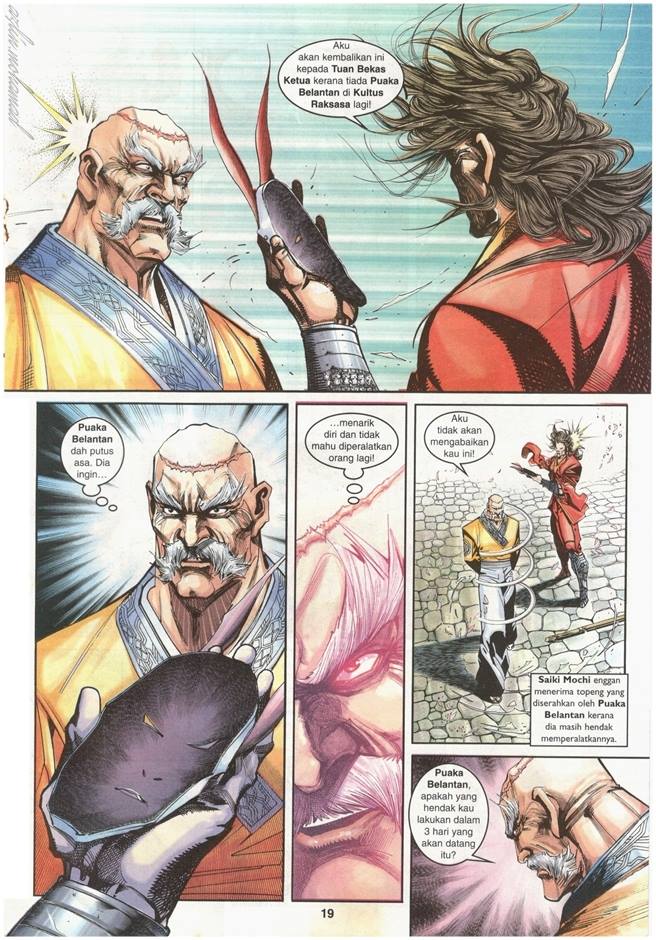 Aku
akan kembalikan ini
kepada Tuan Bekas
Ketua kerana tiada Puaka
Belantan di Kultus
Raksasa lagi!
Puaka
Belantan
dah putus
asa. Dia
ingin...
...menarik
diri dan tidak
mahu diperalatkan
orang lagi!
Aku
tidak akan
mengabaikan
kau ini!
Saiki Mochi enggan
menerima topeng yang
diserahkan oleh Puaka
Belantan kerana
dia masih hendak
memperalatkannya.
Puaka
Belantan,
apakah yang
hendak kau
lakukan dalam
3 hari yang
akan datang
itu?
19